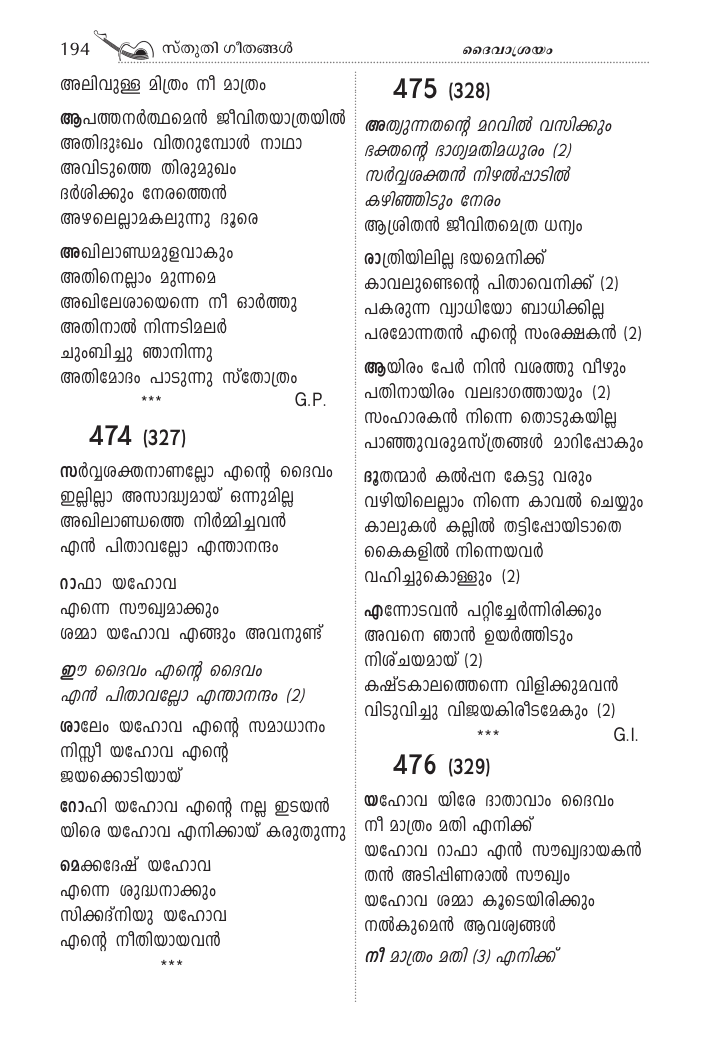 194 സ്തുതി ഗീതങ്ങൾ
ദൈവാശ്രയം
അലിവുള്ള മിത്രം നീ മാത്രം
ആപത്തനർത്ഥമെൻ ജീവിതയാത്രയിൽ
അതിദുഃഖം വിതറുമ്പോൾ നാഥാ
അവിടുത്തെ തിരുമുഖം
ദർശിക്കും നേരത്തെൻ
അഴലെല്ലാമകലുന്നു ദൂരെ
അഖിലാണ്ഡമുളവാകും
അതിനെല്ലാം മുന്നമെ
അഖിലേശായെന്നെ നീ ഓർത്തു
അതിനാൽ നിന്നടിമലർ
ചുംബിച്ചു ഞാനിന്നു
അതിമോദം പാടുന്നു സ്തോത്രം
*** G.P.
474 (327)
സർവ്വശക്തനാണല്ലോ എന്റെ ദൈവം
ഇല്ലില്ലാ അസാദ്ധ്യമായ് ഒന്നുമില്ല
അഖിലാണ്ഡത്തെ നിർമ്മിച്ചവൻ
എൻ പിതാവല്ലോ എന്താനന്ദം
റാഫാ യഹോവ
എന്നെ സൗഖ്യമാക്കും
ശമ്മാ യഹോവ എങ്ങും അവനുണ്ട്
ഈ ദൈവം എന്റെ ദൈവം
എൻ പിതാവല്ലോ എന്താനന്ദം (2)
ശാലേം യഹോവ എന്റെ സമാധാനം
നിസ്സീ യഹോവ എന്റെ
ജയക്കൊടിയായ്
റോഹി യഹോവ എന്റെ നല്ല ഇടയൻ
യിരെ യഹോവ എനിക്കായ് കരുതുന്നു
മെക്കദേഷ് യഹോവ
എന്നെ ശുദ്ധനാക്കും
സിക്കദ്നിയു യഹോവ
എന്റെ നീതിയായവൻ
***
475 (328)
അത്യുന്നതന്റെ മറവിൽ വസിക്കും
ഭക്തന്റെ ഭാഗ്യമതിമധുരം (2)
സർവ്വശക്തൻ നിഴൽപ്പാടിൽ
കഴിഞ്ഞിടും നേരം
ആശ്രിതൻ ജീവിതമെത്ര ധന്യം
രാത്രിയിലില്ല ഭയമെനിക്ക്
കാവലുണ്ടെന്റെ പിതാവെനിക്ക് (2)
പകരുന്ന വ്യാധിയോ ബാധിക്കില്ല
പരമോന്നതൻ എന്റെ സംരക്ഷകൻ (2)
ആയിരം പേർ നിൻ വശത്തു വീഴും
പതിനായിരം വലഭാഗത്തായും (2)
സംഹാരകൻ നിന്നെ തൊടുകയില്ല
പാഞ്ഞുവരുമസ്ത്രങ്ങൾ മാറിപ്പോകും
ദൂതന്മാർ കൽപ്പന കേട്ടു വരും
വഴിയിലെല്ലാം നിന്നെ കാവൽ ചെയ്യും
കാലുകൾ കല്ലിൽ തട്ടിപ്പോയിടാതെ
കൈകളിൽ നിന്നെയവർ
വഹിച്ചുകൊള്ളും (2)
എന്നോടവൻ പറ്റിച്ചേർന്നിരിക്കും
അവനെ ഞാൻ ഉയർത്തിടും
നിശ്ചയമായ് (2)
കഷ്ടകാലത്തെന്നെ വിളിക്കുമവൻ
വിടുവിച്ചു വിജയകിരീടമേകും (2)
*** G.I.
476 (329)
യഹോവ യിരേ ദാതാവാം ദൈവം
നീ മാത്രം മതി എനിക്ക്
യഹോവ റാഫാ എൻ സൗഖ്യദായകൻ
തൻ അടിപ്പിണരാൽ സൗഖ്യം
യഹോവ ശമ്മാ കൂടെയിരിക്കും
നൽകുമെൻ ആവശ്യങ്ങൾ
നീ മാത്രം മതി (3) എനിക്ക്